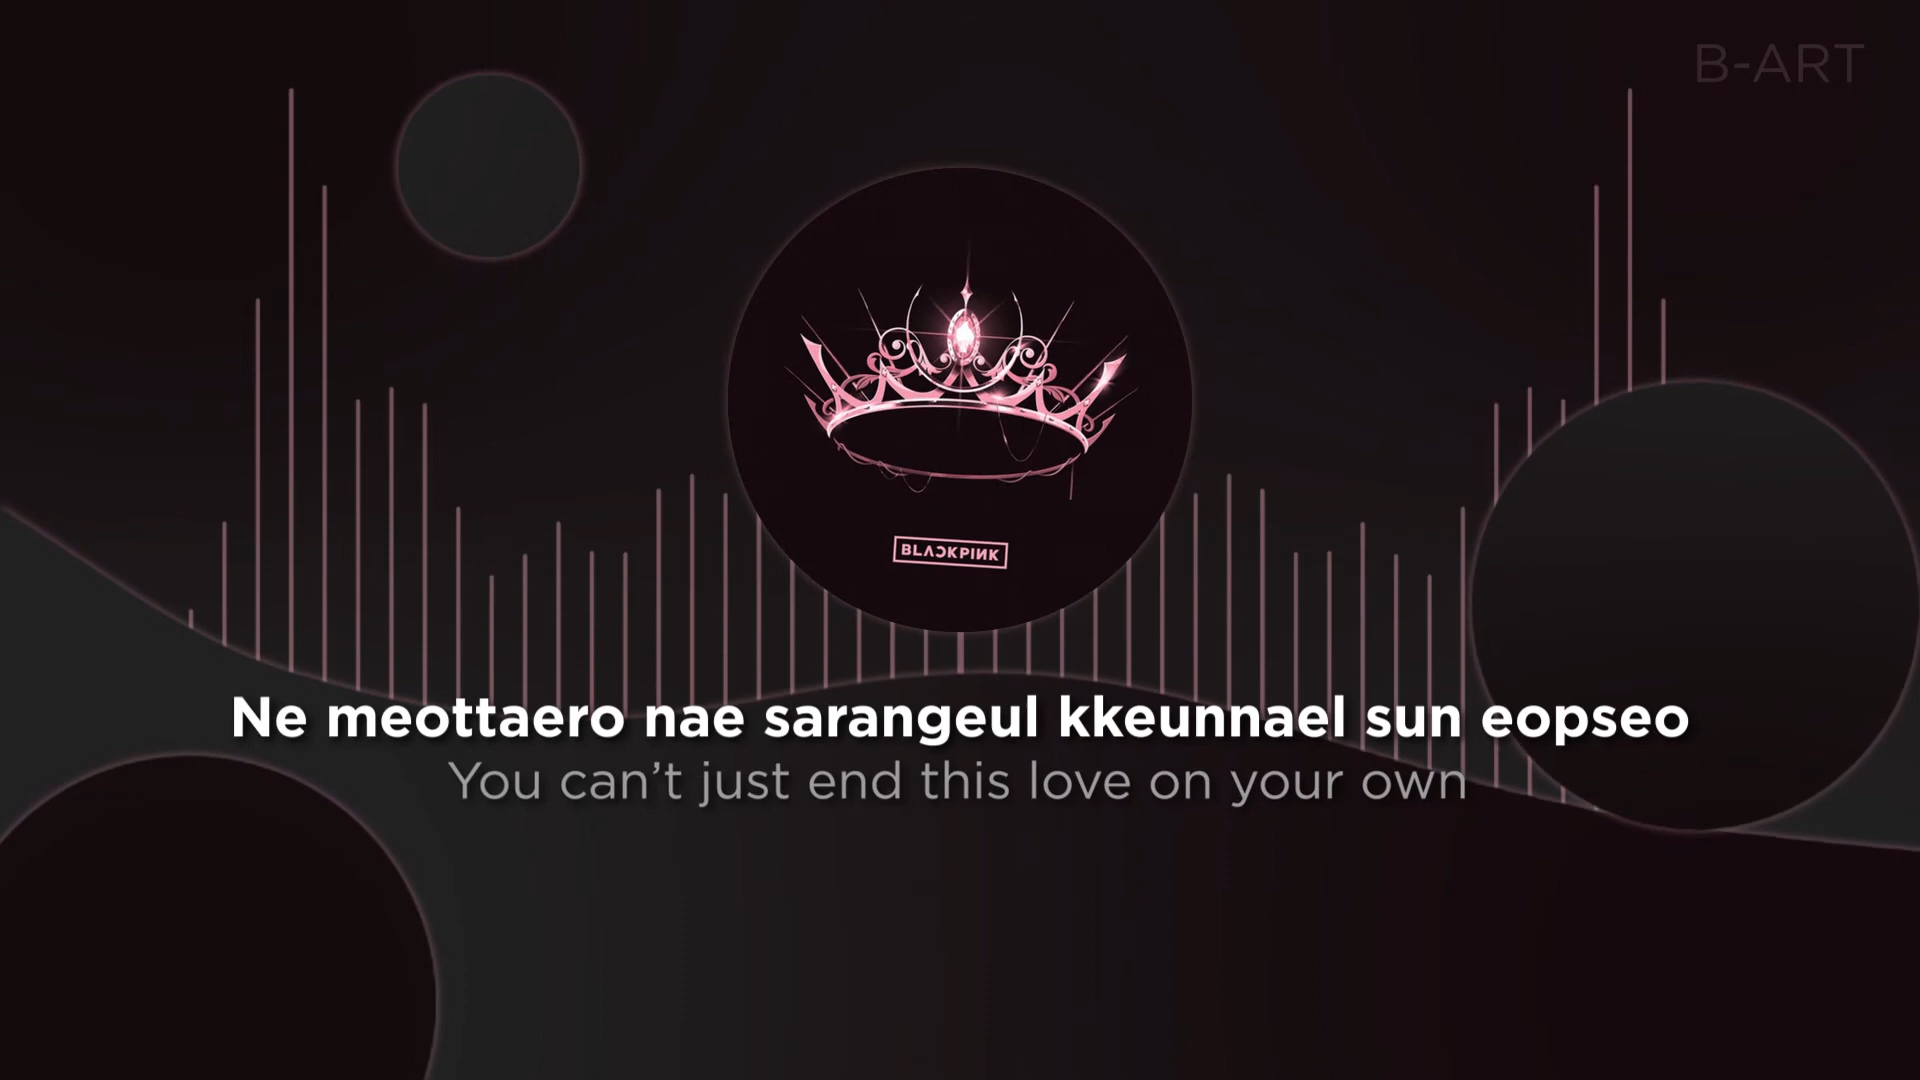 B-ART
BLACKPINK
Ne meottaero nae sarangeul kkeunnael sun eopseo
You can’t just end this love on your own